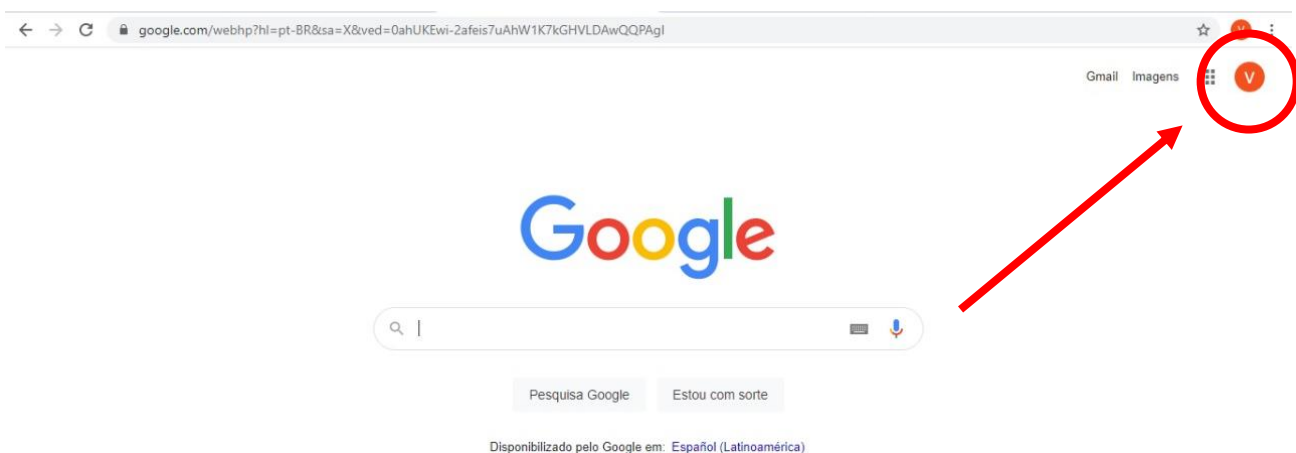 google.com/webhp?hl=pt-BR&sa=X&ved=0ahUKEwi-2afeis7uAhW1K7kGHVLDAwQQPAgI
V
Gmail Imagens V
Google
Pesquisa Google Estou com sorte
Disponibilizado pelo Google em: Español (Latinoamérica)